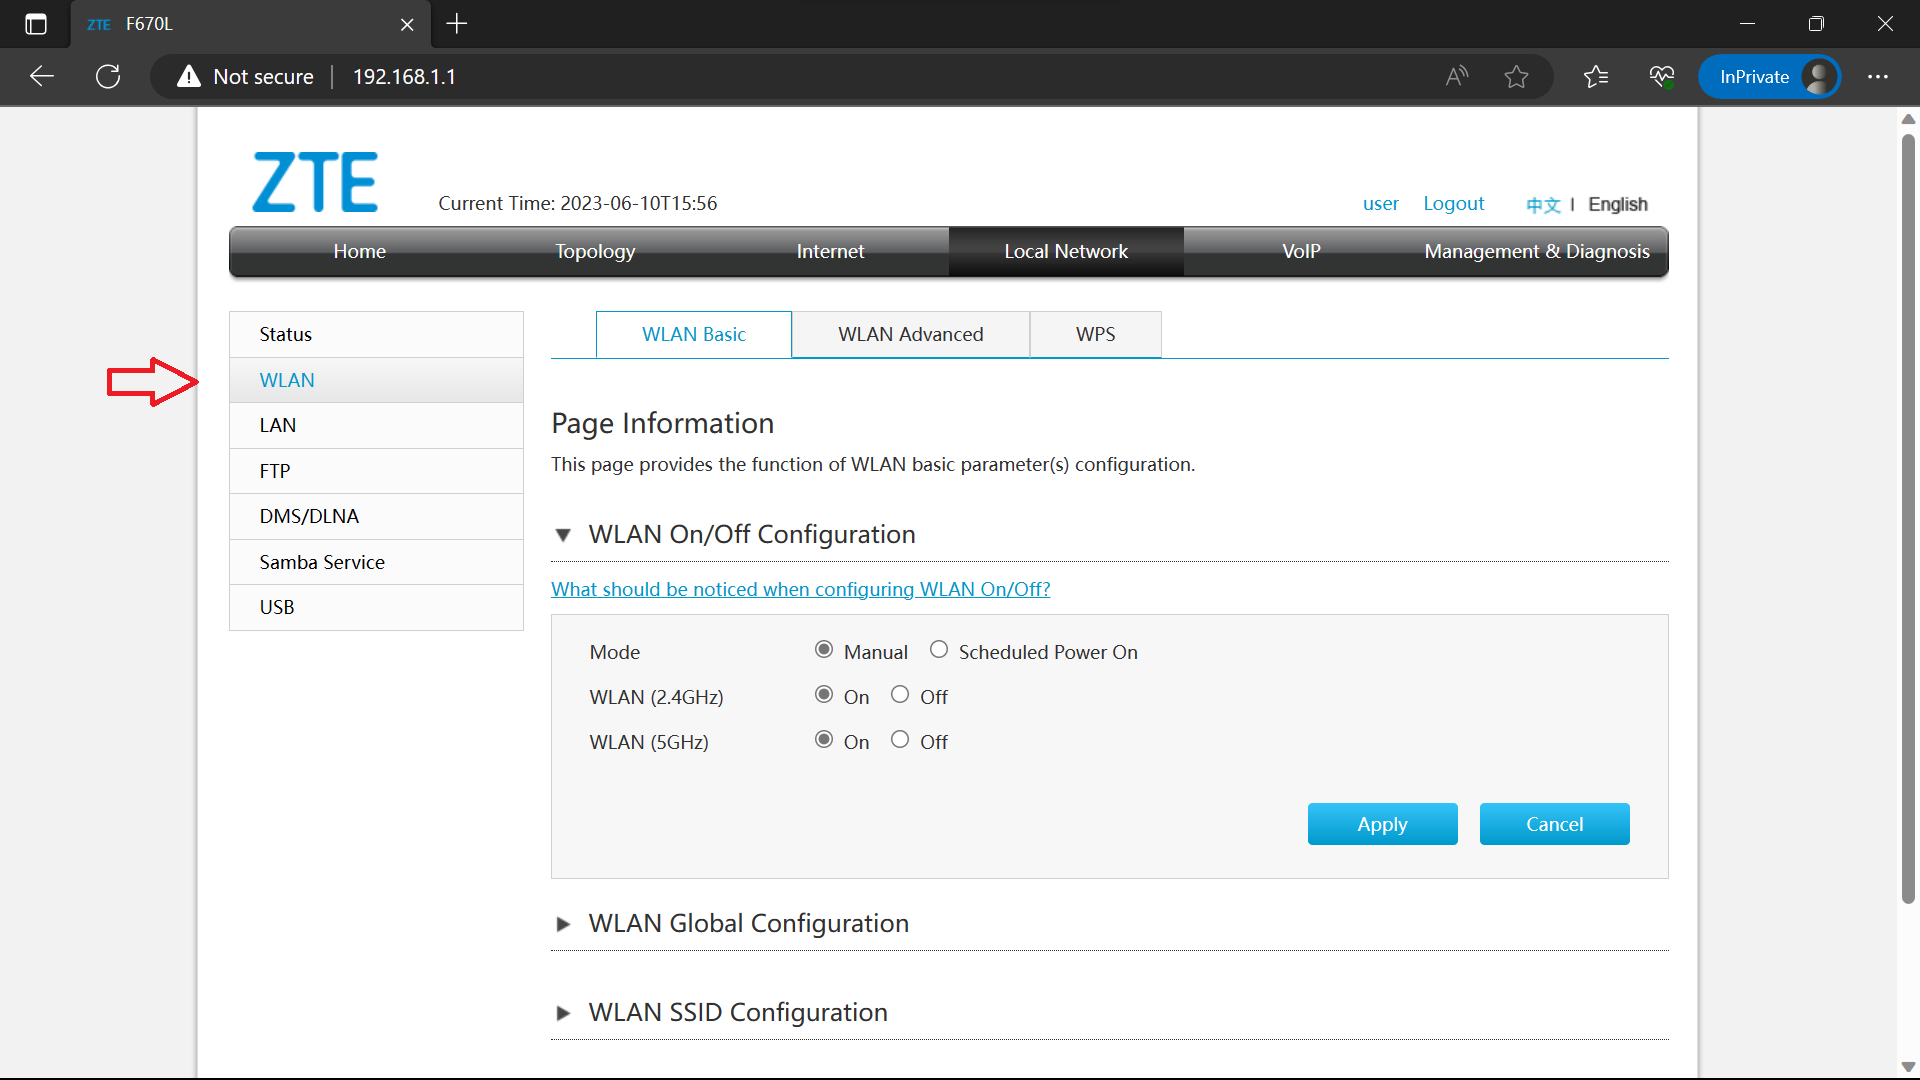 ZTE F670L
Not secure 192.168.1.1 A InPrivate
ZTE
Current Time: 2023-06-10T15:56 user Logout 中文 | English
Home Topology Internet Local Network VoIP Management & Diagnosis
Status
WLAN
LAN
FTP
DMS/DLNA
Samba Service
USB
WLAN Basic WLAN Advanced WPS
Page Information
This page provides the function of WLAN basic parameter(s) configuration.
WLAN On/Off Configuration
What should be noticed when configuring WLAN On/Off?
Mode Manual Scheduled Power On
WLAN (2.4GHz) On Off
WLAN (5GHz) On Off
Apply Cancel
WLAN Global Configuration
WLAN SSID Configuration